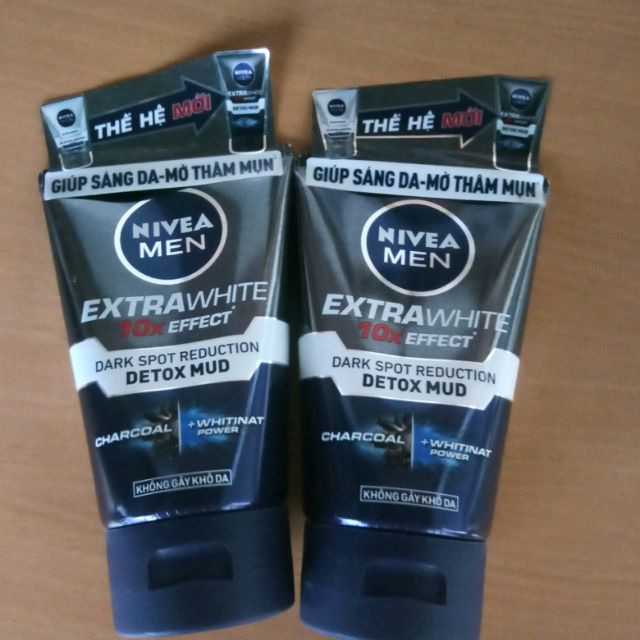 THẾ HỆ MỚI
GIÚP SÁNG DA-MỜ THÂM MỤN*
NIVEA
MEN
EXTRAWHITE
10x EFFECT*
DARK SPOT REDUCTION
DETOX MUD
CHARCOAL
+ WHITINAT
POWER
KHÔNG GÂY KHÔ DA
THẾ HỆ MỚI
GIÚP SÁNG DA-MỜ THÂM MỤN*
NIVEA
MEN
EXTRAWHITE
10x EFFECT*
DARK SPOT REDUCTION
DETOX MUD
CHARCOAL
+ WHITINAT
POWER
KHÔNG GÂY KHÔ DA